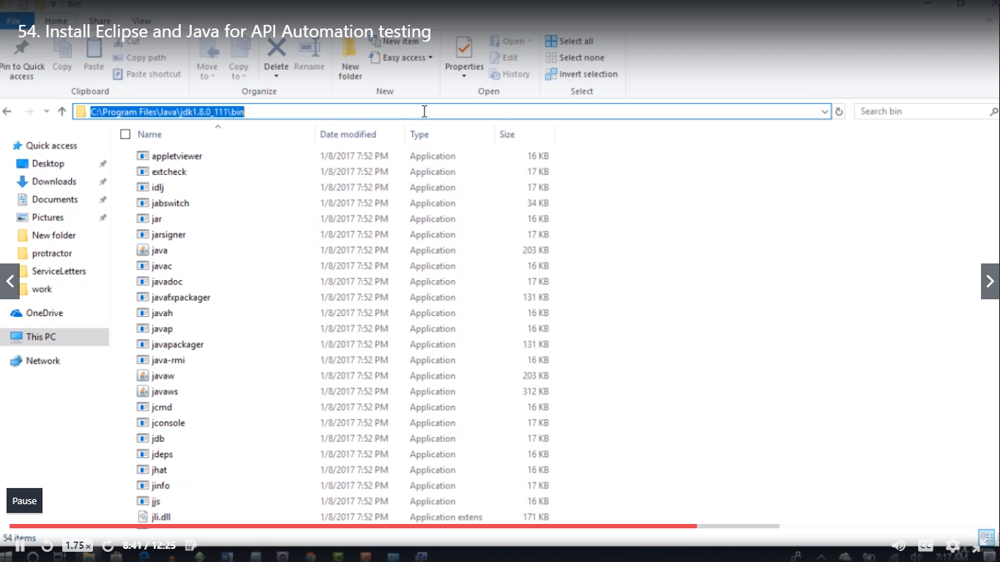 bin
File Home Share View
54. Install Eclipse and Java for API Automation testing
Pin to Quick access
Copy
Paste
Cut
Copy path
Paste shortcut
Clipboard
Move to
Copy to
Delete
Rename
Organize
New folder
New item
Easy access
New
Properties
Open
Edit
History
Open
Select all
Select none
Invert selection
Select
C:\Program Files\Java\jdk1.8.0_111\bin
Search bin
Quick access
Desktop
Downloads
Documents
Pictures
New folder
protractor
ServiceLetters
work
OneDrive
This PC
Network
Name Date modified Type Size
appletviewer 1/8/2017 7:52 PM Application 16 KB
extcheck 1/8/2017 7:52 PM Application 17 KB
idlj 1/8/2017 7:52 PM Application 17 KB
jabswitch 1/8/2017 7:52 PM Application 34 KB
jar 1/8/2017 7:52 PM Application 16 KB
jarsigner 1/8/2017 7:52 PM Application 17 KB
java 1/8/2017 7:52 PM Application 203 KB
javac 1/8/2017 7:52 PM Application 16 KB
javadoc 1/8/2017 7:52 PM Application 17 KB
javafxpackager 1/8/2017 7:52 PM Application 131 KB
javah 1/8/2017 7:52 PM Application 16 KB
javap 1/8/2017 7:52 PM Application 16 KB
javapackager 1/8/2017 7:52 PM Application 131 KB
java-rmi 1/8/2017 7:52 PM Application 16 KB
javaw 1/8/2017 7:52 PM Application 203 KB
javaws 1/8/2017 7:52 PM Application 312 KB
jcmd 1/8/2017 7:52 PM Application 16 KB
jconsole 1/8/2017 7:52 PM Application 17 KB
jdb 1/8/2017 7:52 PM Application 17 KB
jdeps 1/8/2017 7:52 PM Application 16 KB
jhat 1/8/2017 7:52 PM Application 16 KB
jinfo 1/8/2017 7:52 PM Application 17 KB
jjs 1/8/2017 7:52 PM Application 16 KB
jli.dll 1/8/2017 7:52 PM Application extens 171 KB
Pause
54 items
1.75x 8:41 / 12:25 CC
7:17 AM